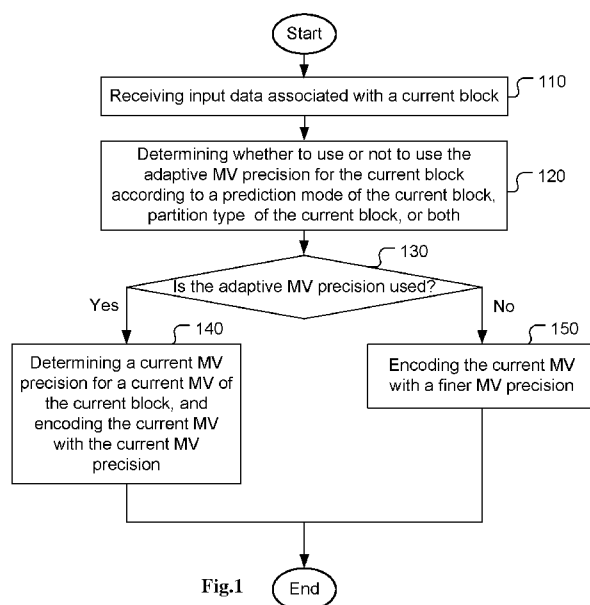 Start
110
Receiving input data associated with a current block
Determining whether to use or not to use the
adaptive MV precision for the current block
according to a prediction mode of the current block,
partition type of the current block, or both
120
130
Is the adaptive MV precision used?
Yes
No
140
150
Determining a current MV
precision for a current MV of
the current block, and
encoding the current MV
with the current MV
precision
Encoding the current MV
with a finer MV precision
Fig.1
End